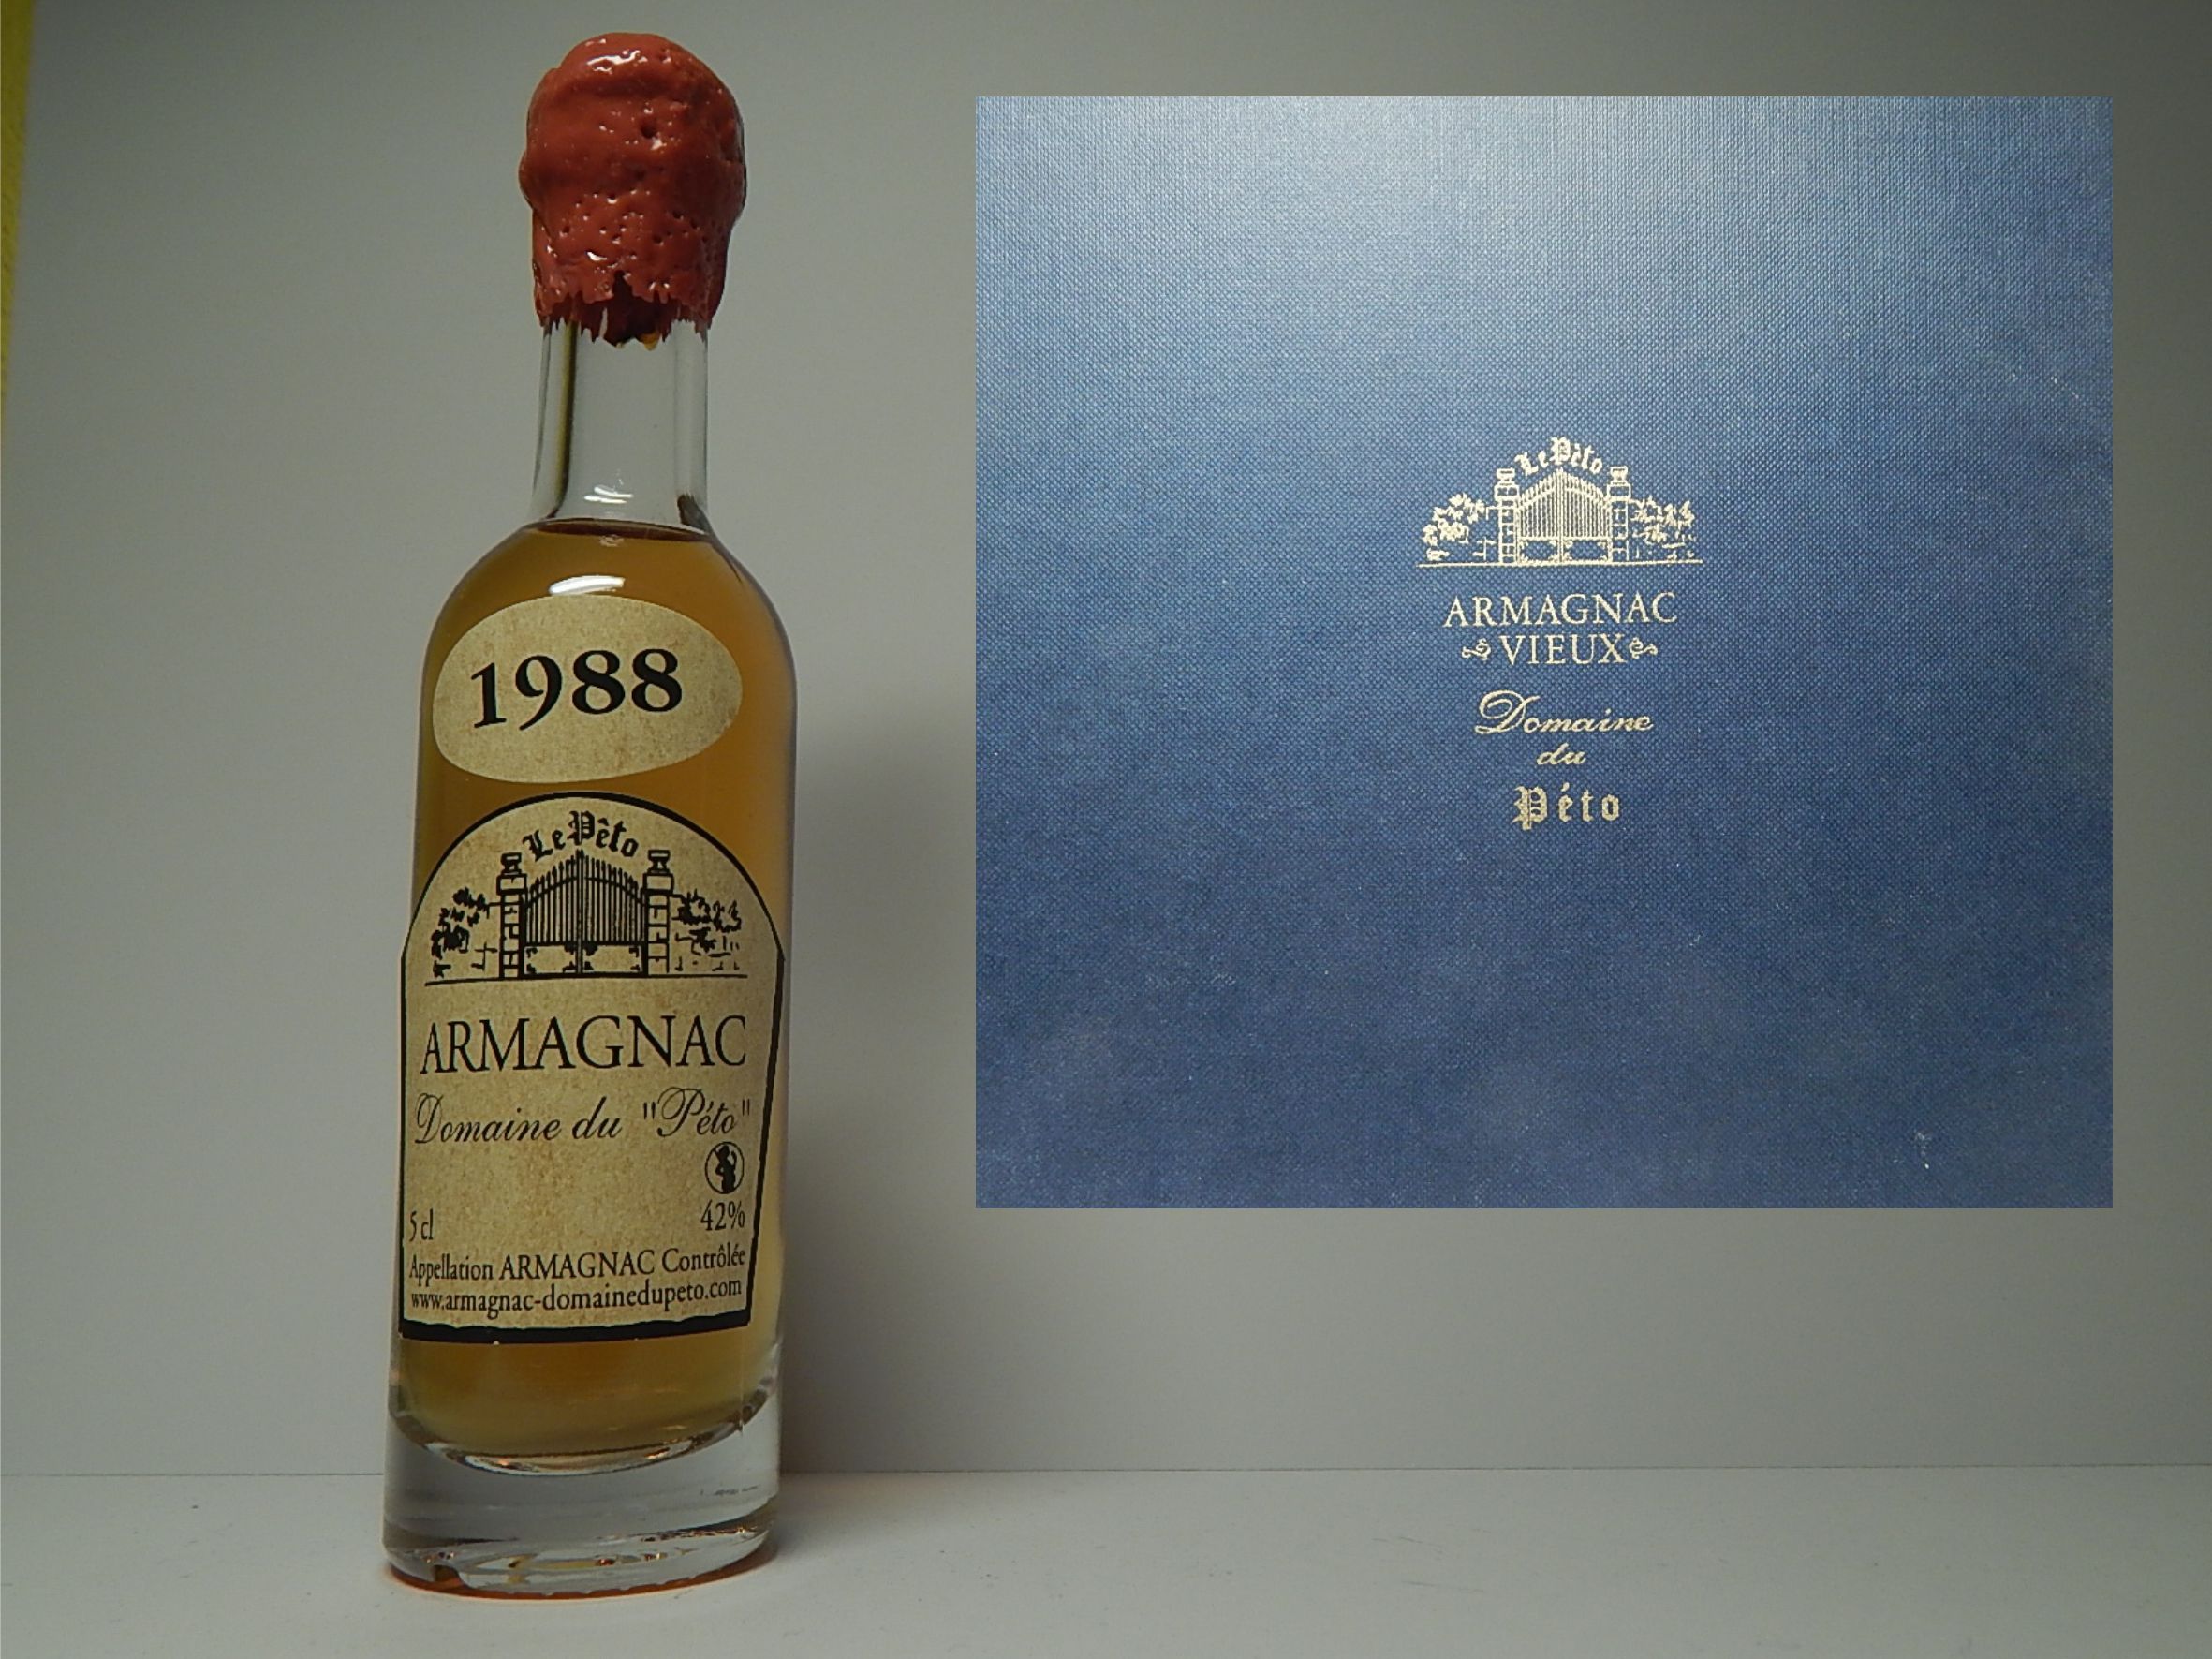 1988
Le Pêto
ARMAGNAC
Domaine du "Péto"
5 cl
42%
Appellation ARMAGNAC Contrôlée
www.armagnac-domainedupeto.com
Le Pêto
ARMAGNAC
VIEUX
Domaine
du
Péto